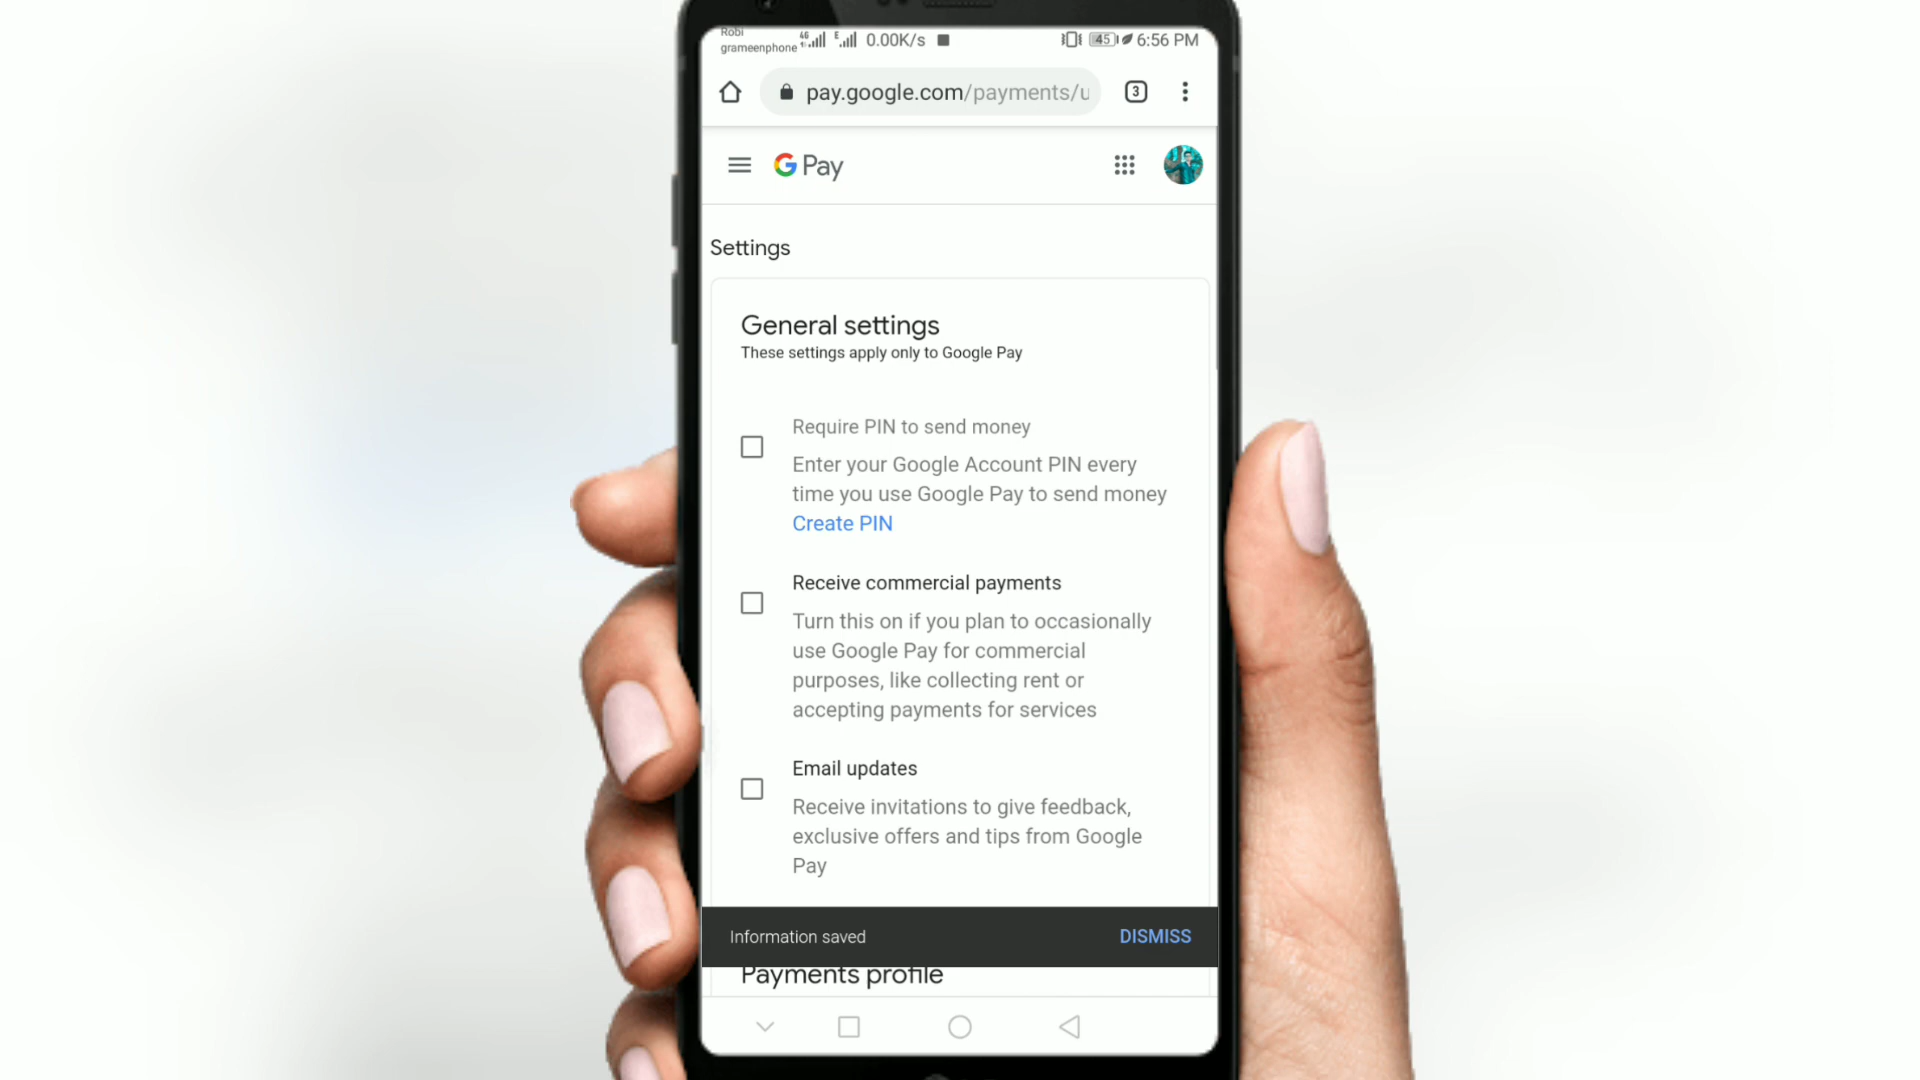 Robi
grameenphone 4G E 0.00K/s 45 6:56 PM
pay.google.com/payments/u 3
G Pay
Settings
General settings
These settings apply only to Google Pay
Require PIN to send money
Enter your Google Account PIN every
time you use Google Pay to send money
Create PIN
Receive commercial payments
Turn this on if you plan to occasionally
use Google Pay for commercial
purposes, like collecting rent or
accepting payments for services
Email updates
Receive invitations to give feedback,
exclusive offers and tips from Google
Pay
Information saved DISMISS
Payments profile